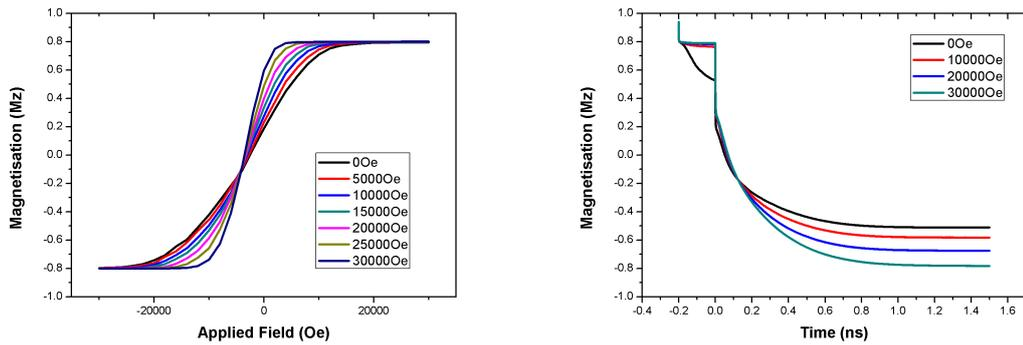 1.0
0.8
0.6
0.4
0.2
0.0
-0.2
-0.4
-0.6
-0.8
-1.0
Magnetisation (Mz)
-20000 0 20000
Applied Field (Oe)
0Oe
5000Oe
10000Oe
15000Oe
20000Oe
25000Oe
30000Oe
1.0
0.8
0.6
0.4
0.2
0.0
-0.2
-0.4
-0.6
-0.8
-1.0
Magnetisation (Mz)
-0.4 -0.2 0.0 0.2 0.4 0.6 0.8 1.0 1.2 1.4 1.6
Time (ns)
0Oe
10000Oe
20000Oe
30000Oe